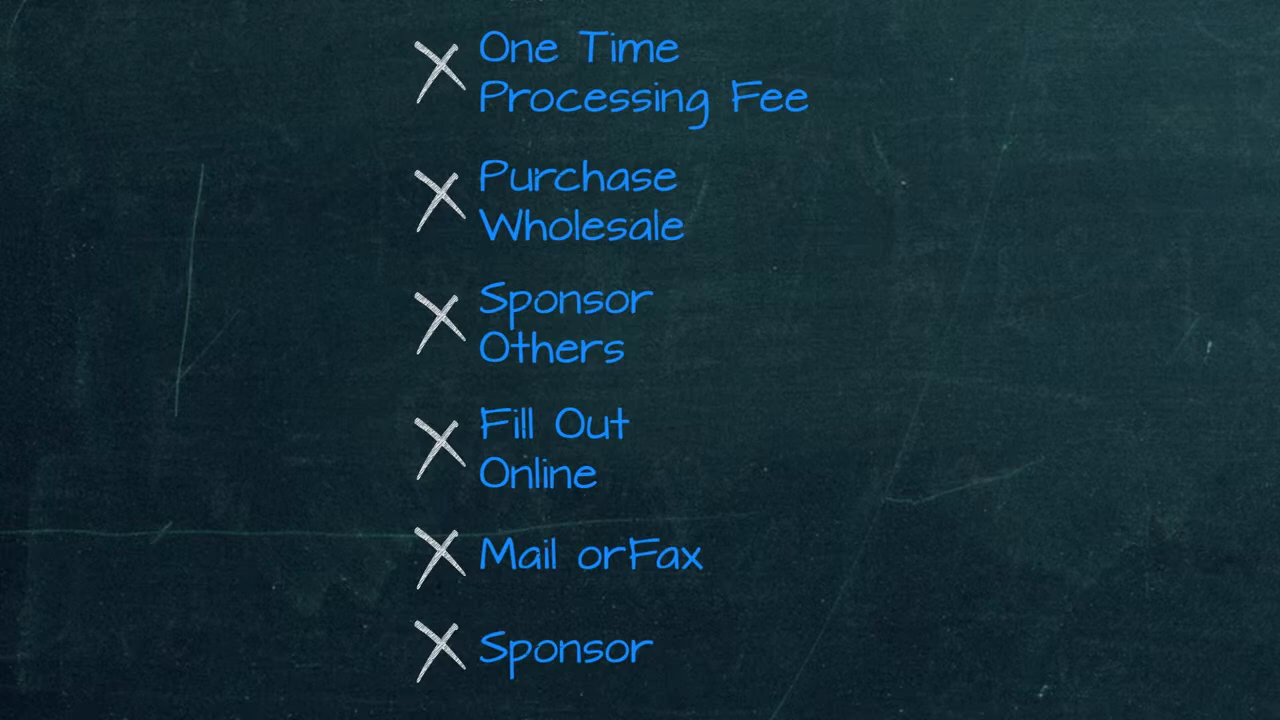 One Time
Processing Fee
Purchase
Wholesale
Sponsor
Others
Fill Out
Online
Mail orFax
Sponsor